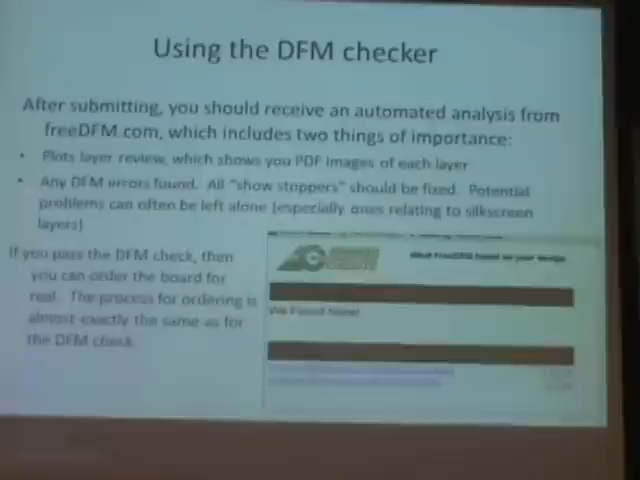 Using the DFM checker
After submitting, you should receive an automated analysis from
freeDFM.com, which includes two things of importance:
• Plots layer review, which shows you PDF images of each layer
• Any DFM errors found. All "show stoppers" should be fixed. Potential
problems can often be left alone (especially ones relating to silkscreen
layers)
If you pass the DFM check, then
you can order the board for
real. The process for ordering is
almost exactly the same as for
the DFM check.
What FreeDFM found on your design
We Found None!